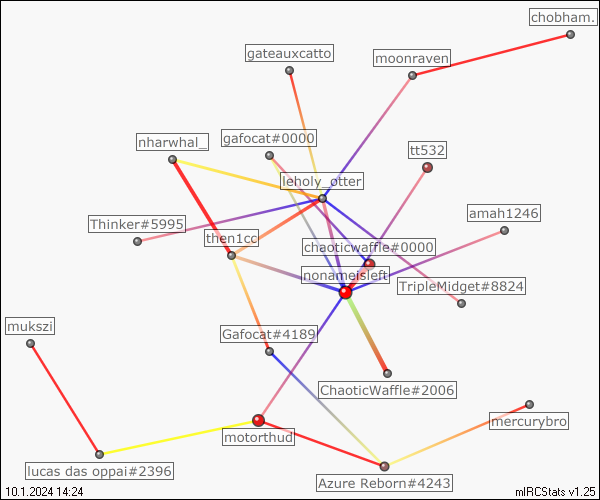 chobham.
gateauxcatto
moonraven
nharwhal_
gafocat#0000
tt532
leholy_otter
amah1246
Thinker#5995
then1cc
chaoticwaffle#0000
nonameisleft
TripleMidget#8824
mukszi
Gafocat#4189
ChaoticWaffle#2006
mercurybro
motorthud
lucas das oppai#2396
Azure Reborn#4243
10.1.2024 14:24
mIRCStats v1.25